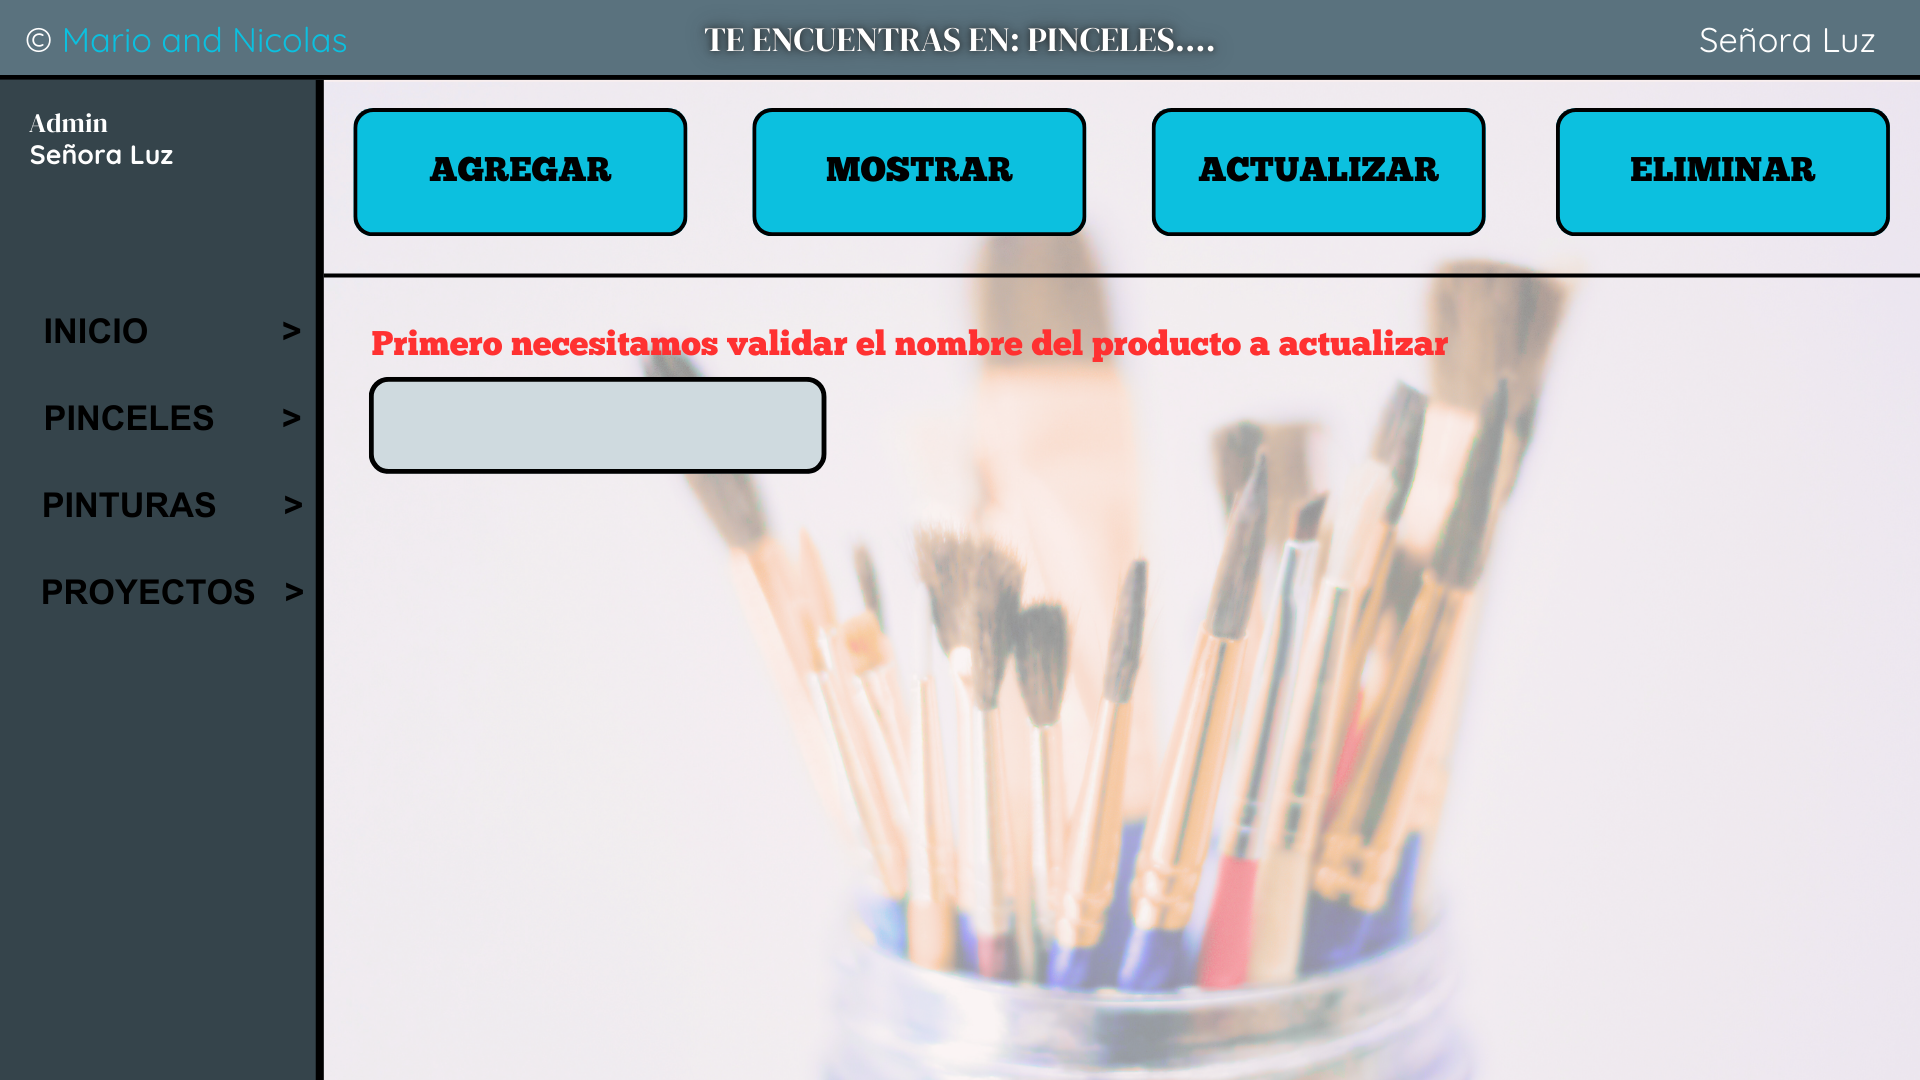 © Mario and Nicolas
TE ENCUENTRAS EN: PINCELES....
Señora Luz
Admin
Señora Luz
AGREGAR
MOSTRAR
ACTUALIZAR
ELIMINAR
INICIO >
PINCELES >
PINTURAS >
PROYECTOS >
Primero necesitamos validar el nombre del producto a actualizar